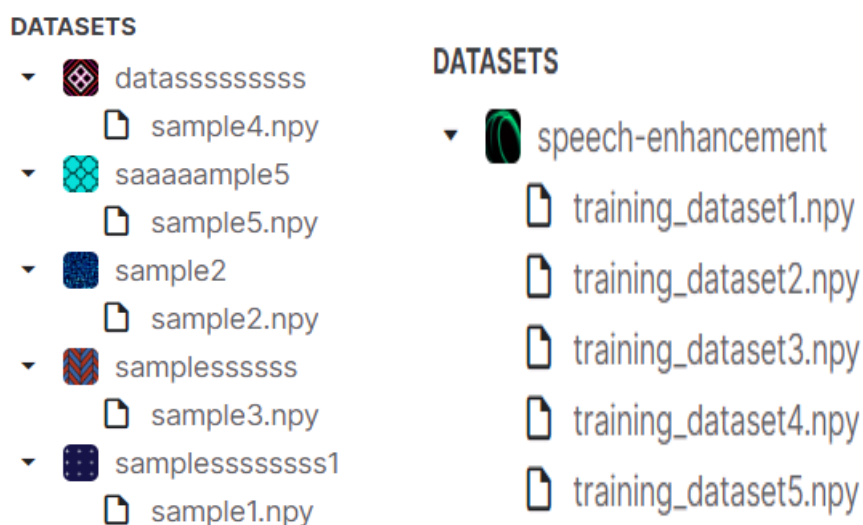 DATASETS
datasssssssss
sample4.npy
saaaaample5
sample5.npy
sample2
sample2.npy
samplessssss
sample3.npy
samplessssssss1
sample1.npy
DATASETS
speech-enhancement
training_dataset1.npy
training_dataset2.npy
training_dataset3.npy
training_dataset4.npy
training_dataset5.npy